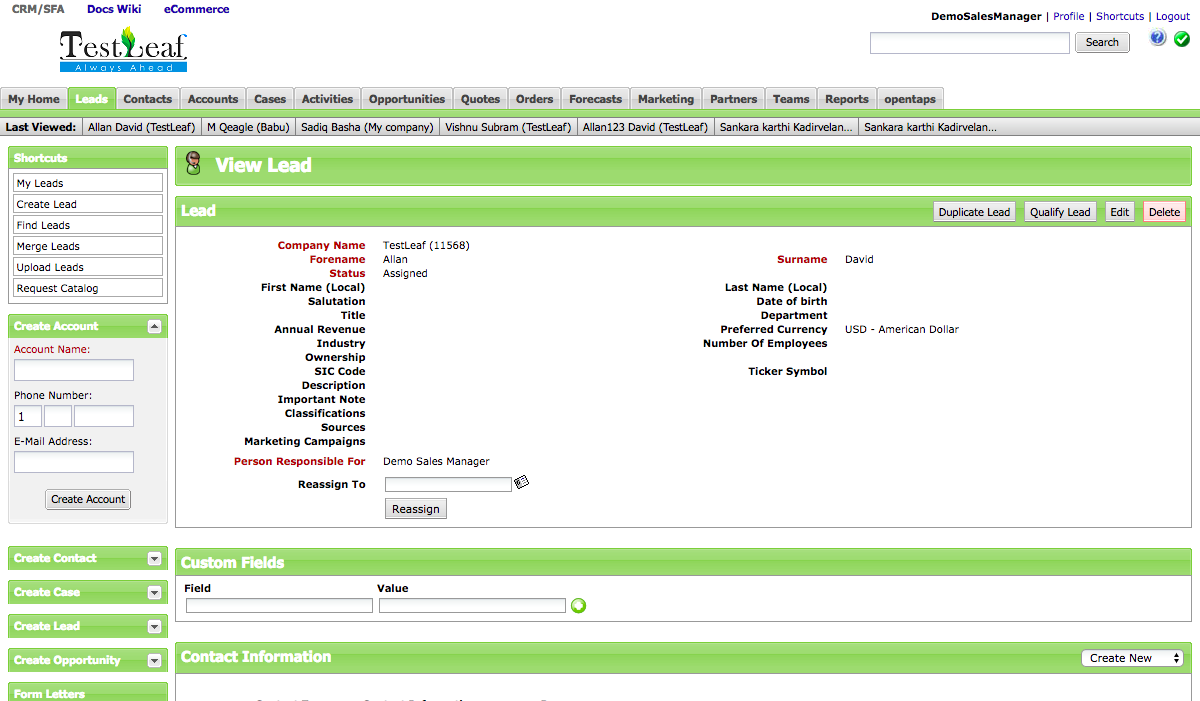 CRM/SFA Docs Wiki eCommerce
DemoSalesManager | Profile | Shortcuts | Logout
TestLeaf
Always Ahead
Search
My Home Leads Contacts Accounts Cases Activities Opportunities Quotes Orders Forecasts Marketing Partners Teams Reports opentaps
Last Viewed: Allan David (TestLeaf) M Qeagle (Babu) Sadiq Basha (My company) Vishnu Subram (TestLeaf) Allan123 David (TestLeaf) Sankara karthi Kadirvelan... Sankara karthi Kadirvelan...
Shortcuts
My Leads
Create Lead
Find Leads
Merge Leads
Upload Leads
Request Catalog
Create Account
Account Name:
Phone Number:
1
E-Mail Address:
Create Account
Create Contact
Create Case
Create Lead
Create Opportunity
Form Letters
View Lead
Lead Duplicate Lead Qualify Lead Edit Delete
Company Name TestLeaf (11568)
Forename Allan Surname David
Status Assigned
First Name (Local) Last Name (Local)
Salutation Date of birth
Title Department
Annual Revenue Preferred Currency USD - American Dollar
Industry Number Of Employees
Ownership
SIC Code Ticker Symbol
Description
Important Note
Classifications
Sources
Marketing Campaigns
Person Responsible For Demo Sales Manager
Reassign To
Reassign
Custom Fields
Field Value
Contact Information Create New